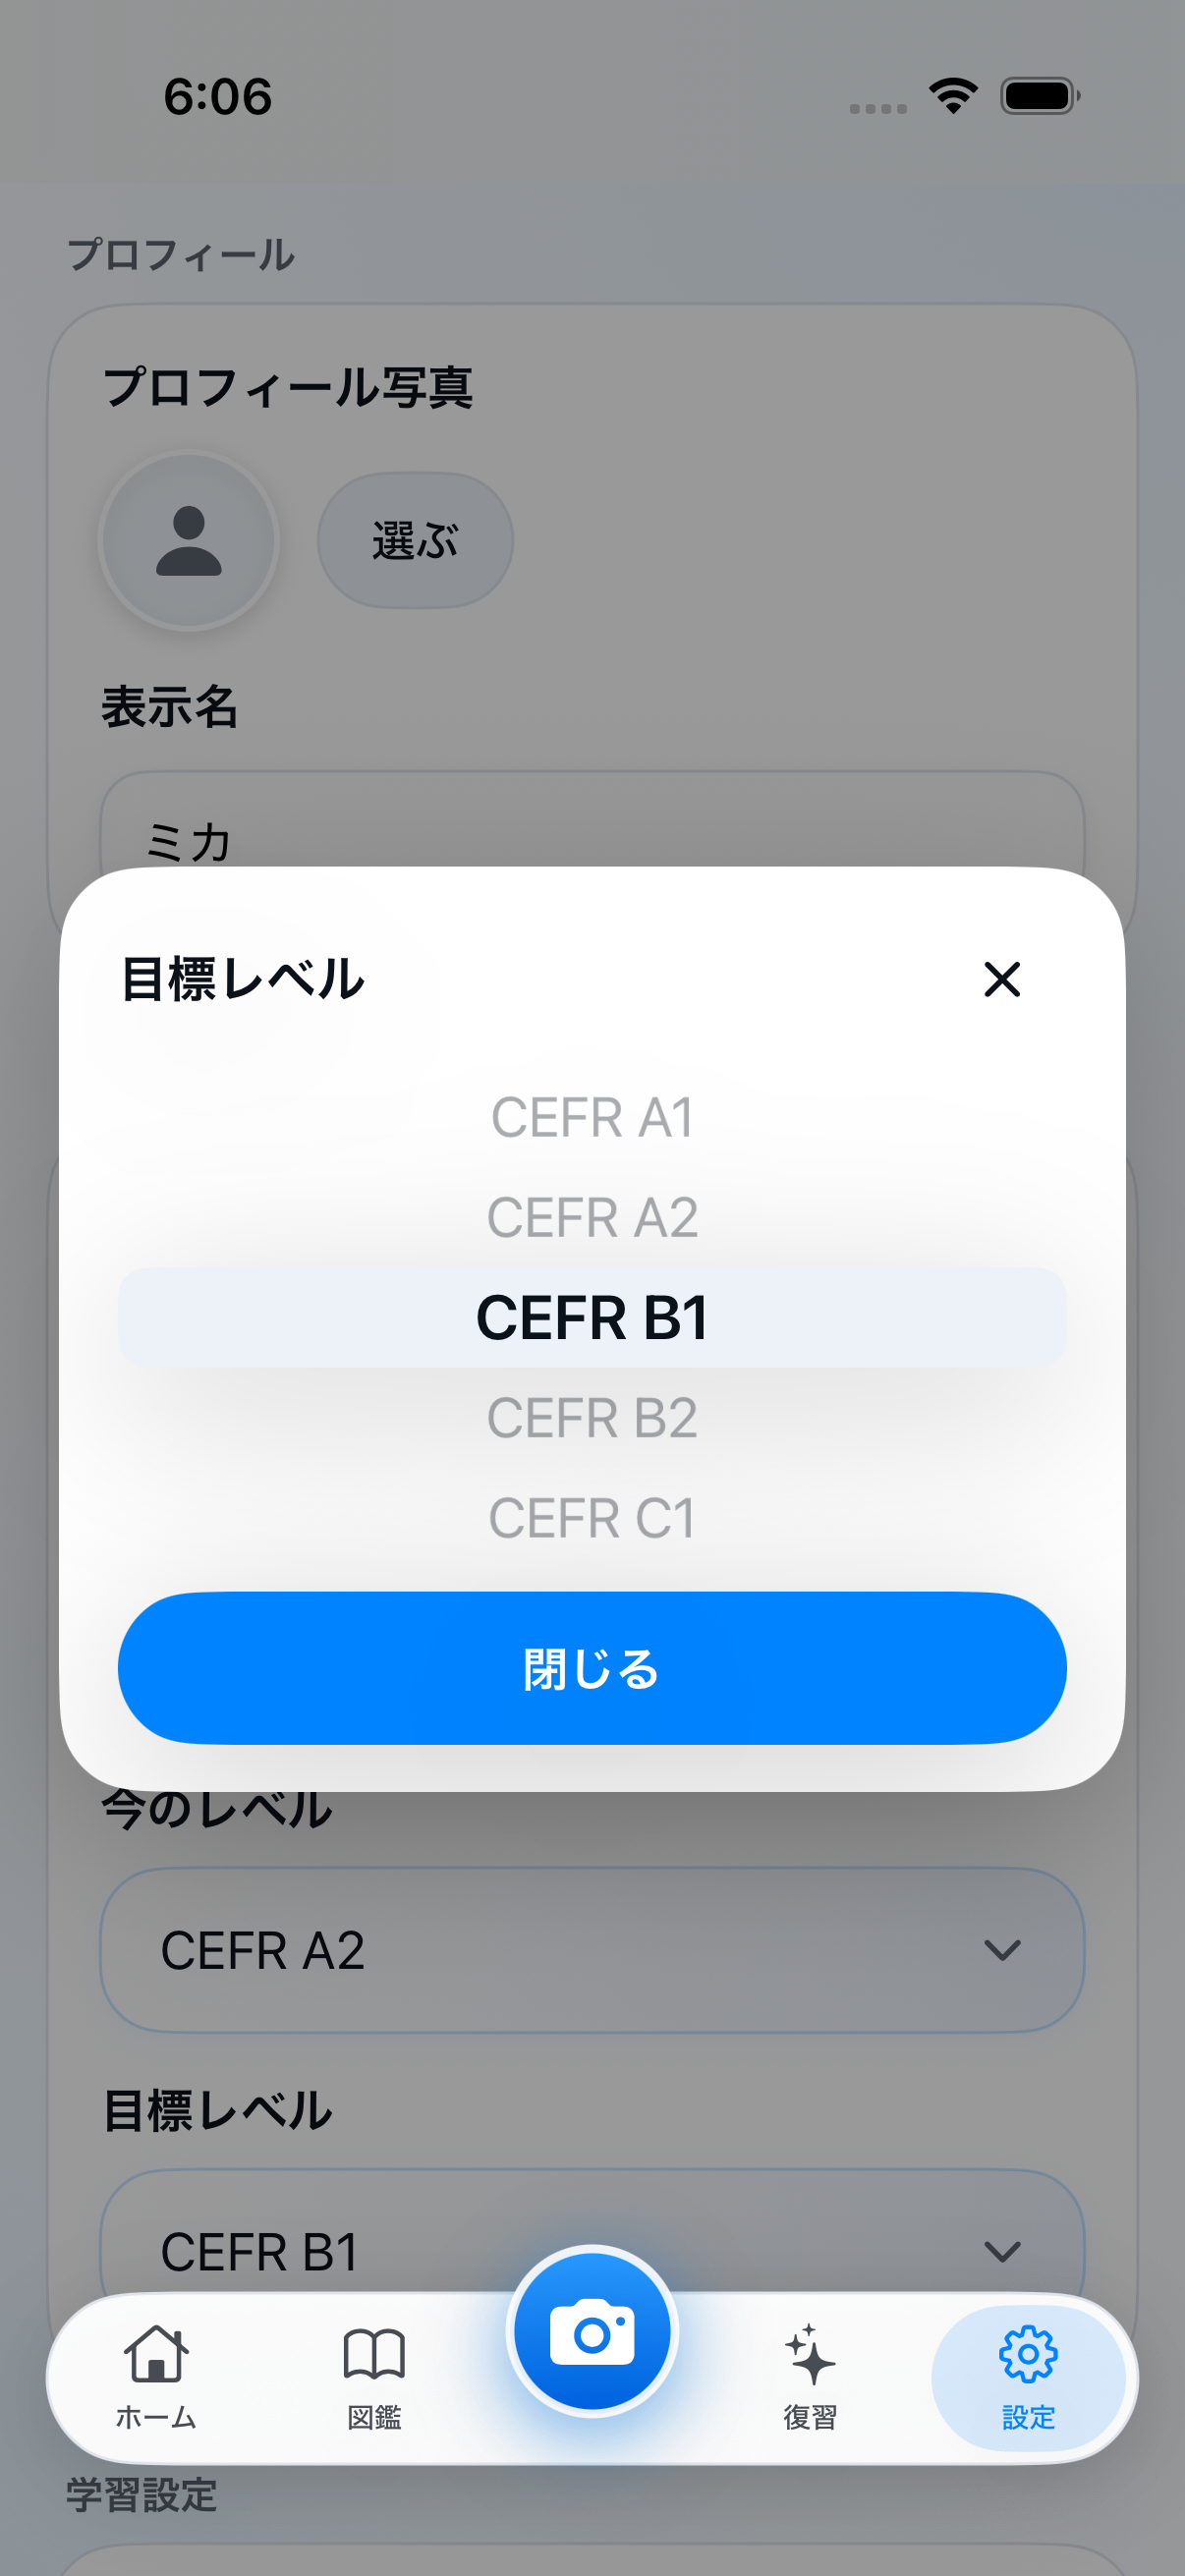 6:06
プロフィール
プロフィール写真
選ぶ
表示名
ミカ
目標レベル
CEFR A1
CEFR A2
CEFR B1
CEFR B2
CEFR C1
閉じる
今のレベル
CEFR A2
目標レベル
CEFR B1
ホーム
図鑑
復習
設定
学習設定